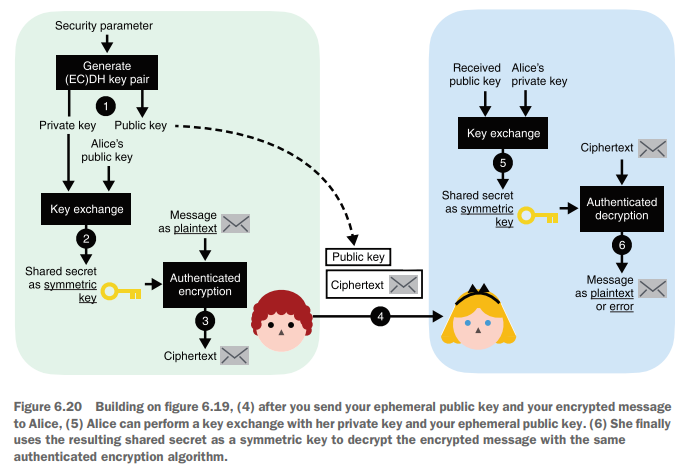 Security parameter
Generate
(EC)DH key pair
1
Private key
Public key
Alice's
public key
Key exchange
2
Shared secret
as symmetric
key
Message
as plaintext
Authenticated
encryption
3
Ciphertext
Public key
Ciphertext
4
Received
public key
Alice's
private key
Key exchange
5
Shared secret
as symmetric
key
Ciphertext
Authenticated
decryption
6
Message
as plaintext
or error
Figure 6.20 Building on figure 6.19, (4) after you send your ephemeral public key and your encrypted message
to Alice, (5) Alice can perform a key exchange with her private key and your ephemeral public key. (6) She finally
uses the resulting shared secret as a symmetric key to decrypt the encrypted message with the same
authenticated encryption algorithm.